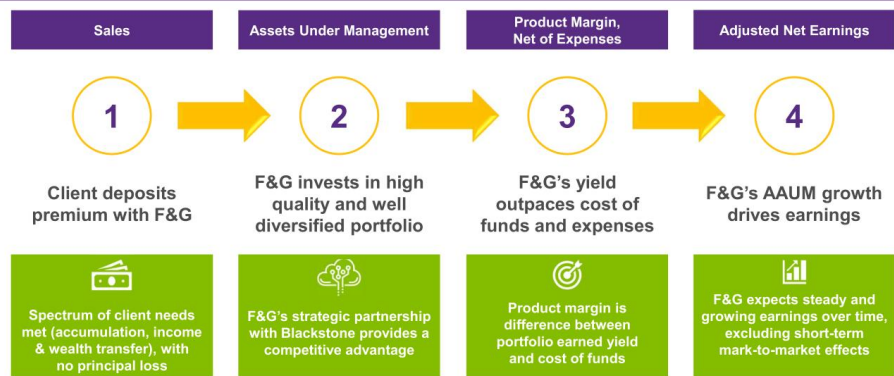 Sales
Assets Under Management
Product Margin,
Net of Expenses
Adjusted Net Earnings
1
2
3
4
Client deposits
premium with F&G
F&G invests in high
quality and well
diversified portfolio
F&G's yield
outpaces cost of
funds and expenses
F&G's AAUM growth
drives earnings
Spectrum of client needs
met (accumulation, income
& wealth transfer), with
no principal loss
F&G's strategic partnership
with Blackstone provides a
competitive advantage
Product margin is
difference between
portfolio earned yield
and cost of funds
F&G expects steady and
growing earnings over time,
excluding short-term
mark-to-market effects